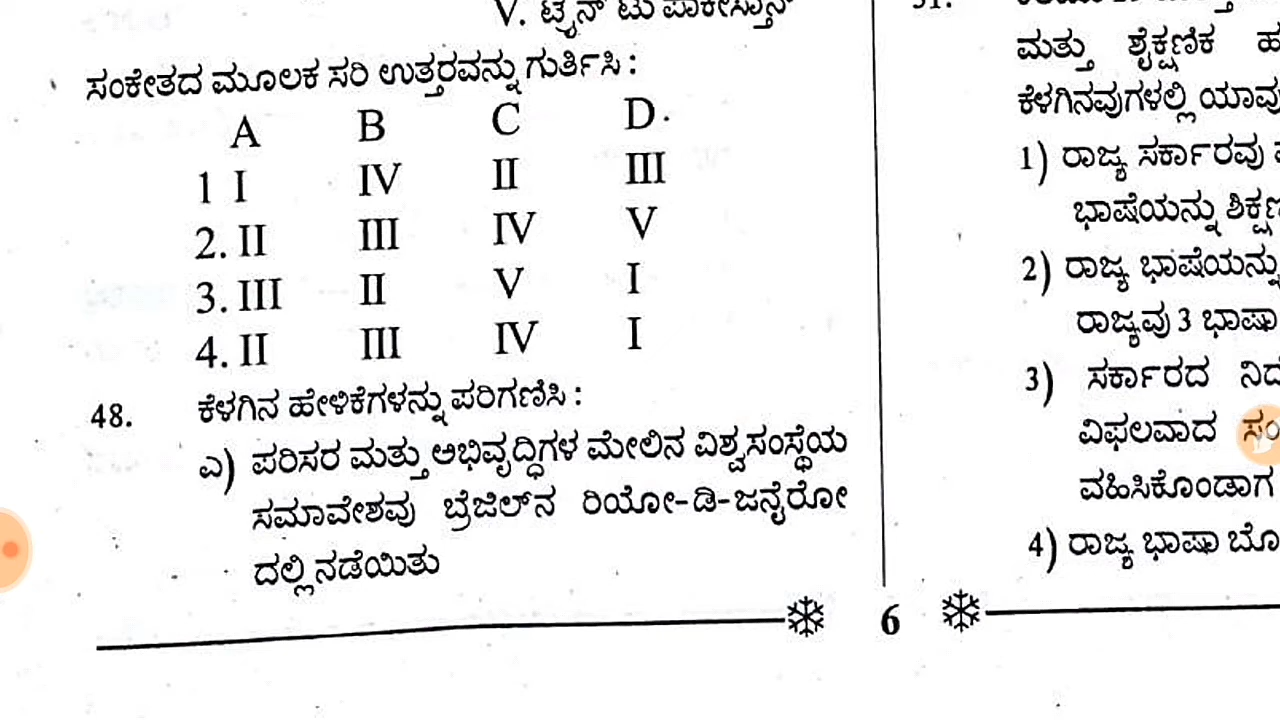 V. ಟ್ರೈನ್ ಟು ಪಾಕೀಸ್ತಾನ್
ಸಂಕೇತದ ಮೂಲಕ ಸರಿ ಉತ್ತರವನ್ನು ಗುರ್ತಿಸಿ :
A B C D.
1 I IV II III
2. II III IV V
3. III II V I
4. II III IV I
48. ಕೆಳಗಿನ ಹೇಳಿಕೆಗಳನ್ನು ಪರಿಗಣಿಸಿ :
ಎ) ಪರಿಸರ ಮತ್ತು ಅಭಿವೃದ್ಧಿಗಳ ಮೇಲಿನ ವಿಶ್ವಸಂಸ್ಥೆಯ
ಸಮಾವೇಶವು ಬ್ರೆಜಿಲ್‌ನ ರಿಯೋ-ಡಿ-ಜನೈರೋ
ದಲ್ಲಿ ನಡೆಯಿತು
6
ಮತ್ತು ಶೈಕ್ಷಣಿಕ
ಕೆಳಗಿನವುಗಳಲ್ಲಿ ಯಾವು
1) ರಾಜ್ಯ ಸರ್ಕಾರವು
ಭಾಷೆಯನ್ನು ಶಿಕ್ಷಣ
2) ರಾಜ್ಯ ಭಾಷೆಯನ್ನು
ರಾಜ್ಯವು 3 ಭಾಷಾ
3) ಸರ್ಕಾರದ
ವಿಫಲವಾದ
ವಹಿಸಿಕೊಂಡಾಗ
4) ರಾಜ್ಯ ಭಾಷಾ